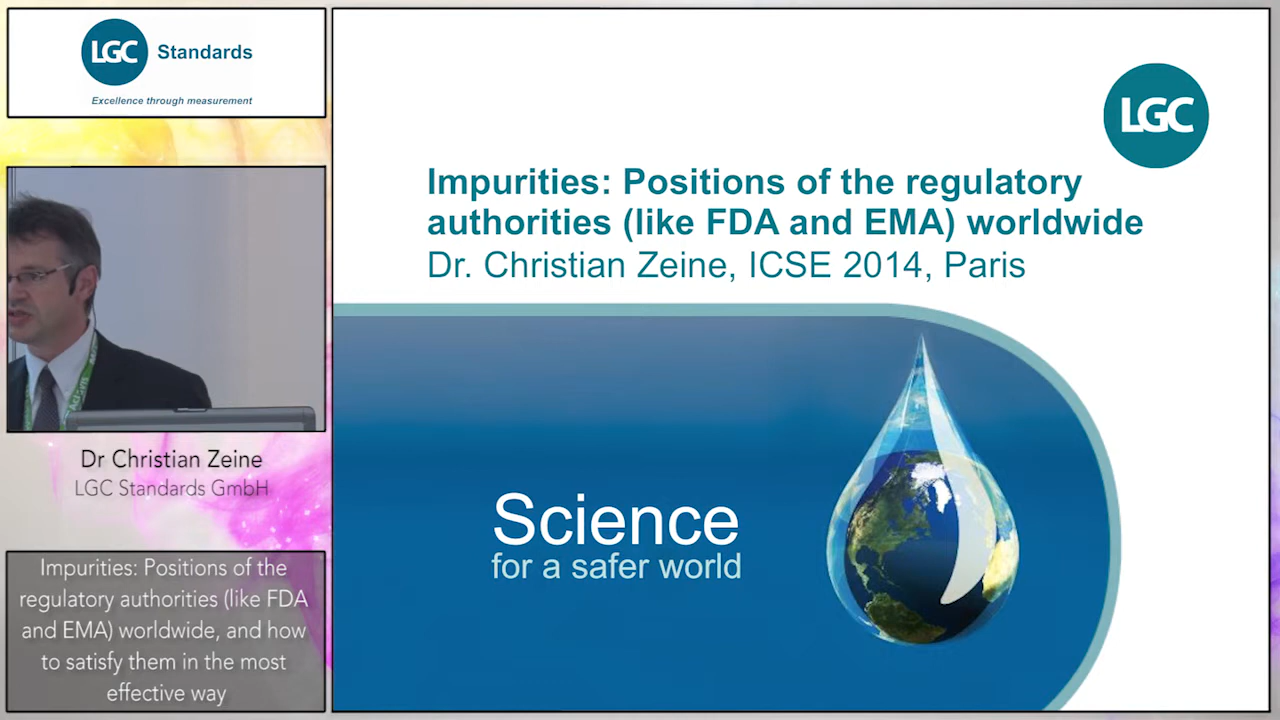 LGC Standards
Excellence through measurement
Dr Christian Zeine
LGC Standards GmbH
Impurities: Positions of the
regulatory authorities (like FDA
and EMA) worldwide, and how
to satisfy them in the most
effective way
LGC
Impurities: Positions of the regulatory
authorities (like FDA and EMA) worldwide
Dr. Christian Zeine, ICSE 2014, Paris
Science
for a safer world